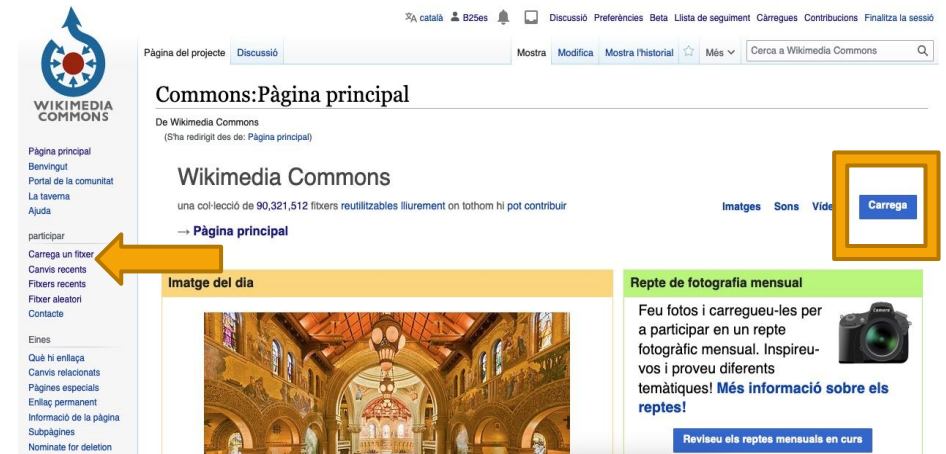 català B25es Discussió Preferències Beta Llista de seguiment Càrregues Contribucions Finalitza la sessió
Pàgina del projecte Discussió Mostra Modifica Mostra l'historial Més Cerca a Wikimedia Commons
WIKIMEDIA
COMMONS
Commons:Pàgina principal
De Wikimedia Commons
(S'ha redirigit des de: Pàgina principal)
Pàgina principal
Benvingut
Portal de la comunitat
La taverna
Ajuda
participar
Carrega un fitxer
Canvis recents
Fitxers recents
Fitxer aleatori
Contacte
Eines
Què hi enllaça
Canvis relacionats
Pàgines especials
Enllaç permanent
Informació de la pàgina
Subpàgines
Nominate for deletion
Wikimedia Commons
una col·lecció de 90,321,512 fitxers reutilitzables lliurement on tothom hi pot contribuir
→ Pàgina principal
Imatges Sons Víde Carrega
Imatge del dia
Repte de fotografia mensual
Feu fotos i carregueu-les per
a participar en un repte
fotogràfic mensual. Inspireu-
vos i proveu diferents
temàtiques! Més informació sobre els
reptes!
Reviseu els reptes mensuals en curs